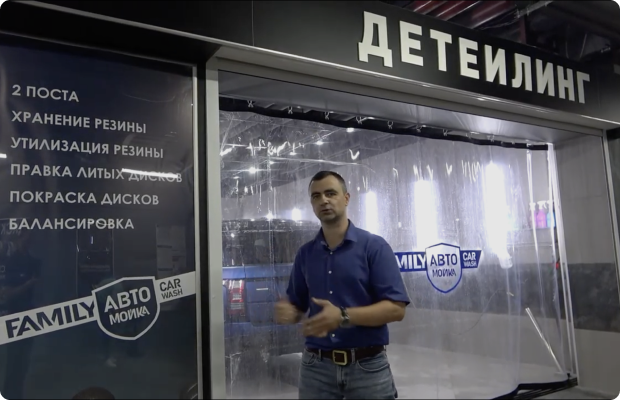 ДЕТЕЙЛИНГ
2 ПОСТА
ХРАНЕНИЕ РЕЗИНЫ
УТИЛИЗАЦИЯ РЕЗИНЫ
ПРАВКА ЛИТЫХ ДИСКОВ
ПОКРАСКА ДИСКОВ
БАЛАНСИРОВКА
FAMILY АВТО МОЙКА CAR WASH
FAMILY АВТО МОЙКА CAR WASH